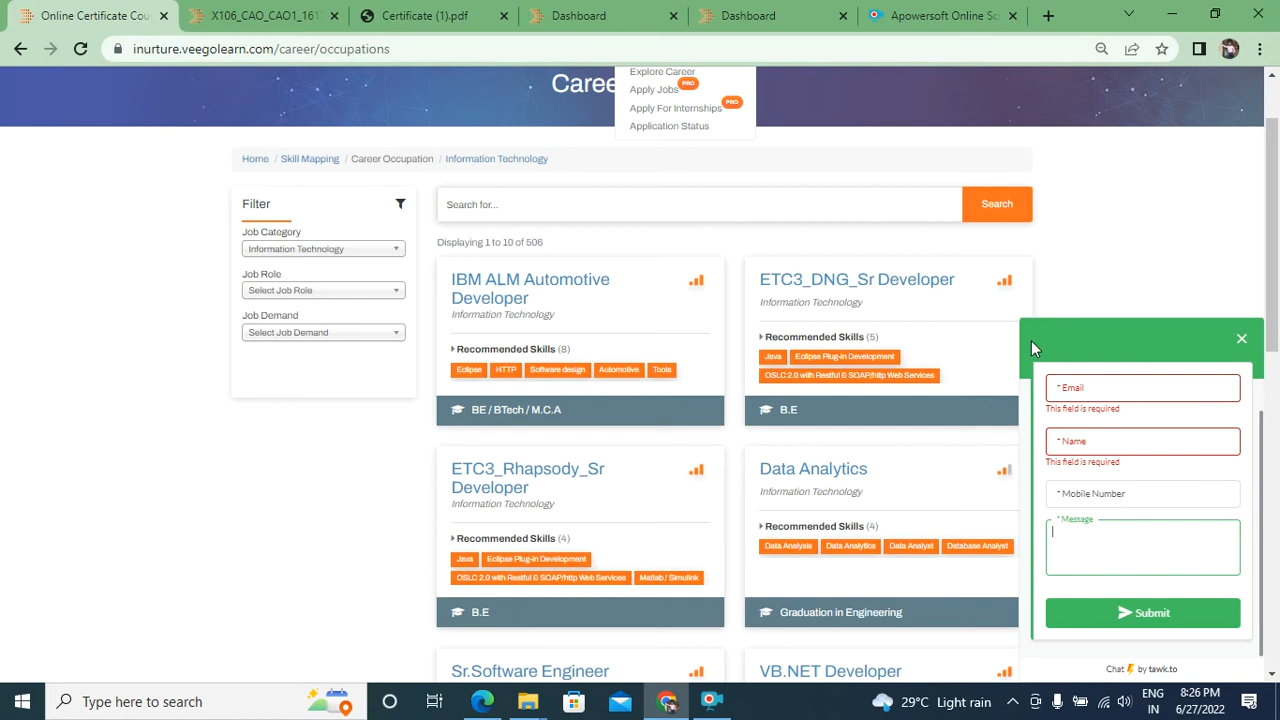 Online Certificate Courses
X106_CAO_CO1_161
Certificate (1).pdf
Dashboard
Dashboard
Online Sc
inurture.veegolearn.com/career/occupations
Explore Career
Apply Jobs PRO
Apply For Internships PRO
Application Status
Home / Skill Mapping / Career Occupation / Information Technology
Filter
Job Category
Information Technology
Job Role
Select Job Role
Job Demand
Select Job Demand
Search for...
Search
Displaying 1 to 10 of 506
IBM ALM Automotive
Developer
Information Technology
Recommended Skills (8)
Eclipse HTTP Software design Automotive Tools
BE / BTech / M.C.A
ETC3_DNG_Sr Developer
Information Technology
Recommended Skills (5)
Java Eclipse Plug-in Development
OSLC 2.0 with Restful & SOAP/http Web Services
B.E
ETC3_Rhapsody_Sr
Developer
Information Technology
Recommended Skills (4)
Java Eclipse Plug-in Development
OSLC 2.0 with Restful & SOAP/http Web Services Matlab / Simulink
B.E
Data Analytics
Information Technology
Recommended Skills (4)
Data Analysis Data Analytics Data Analyst Database Analyst
Graduation in Engineering
Sr.Software Engineer
VB.NET Developer
* Email
This field is required
* Name
This field is required
* Mobile Number
* Message
Submit
Chat by tawk.to
Type here to search
29°C Light rain
ENG
IN
8:26 PM
6/27/2022